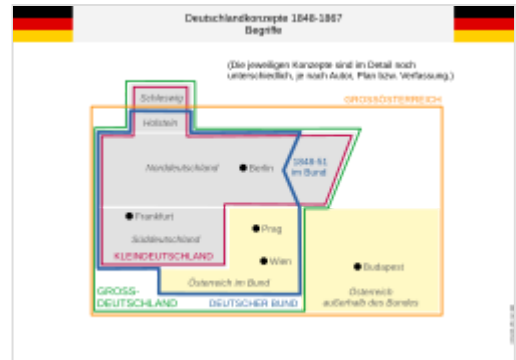 Deutschlandkonzepte 1848-1867
Begriffe
(Die jeweiligen Konzepte sind im Detail noch
unterschiedlich, je nach Autor, Plan bzw. Verfassung.)
Schleswig
GROSSÖSTERREICH
Holstein
Norddeutschland
Berlin
1848-51
im Bund
Frankfurt
Süddeutschland
Prag
KLEINDEUTSCHLAND
Wien
Budapest
Österreich im Bund
GROSS-
DEUTSCHLAND
DEUTSCHER BUND
Österreich
außerhalb des Bundes